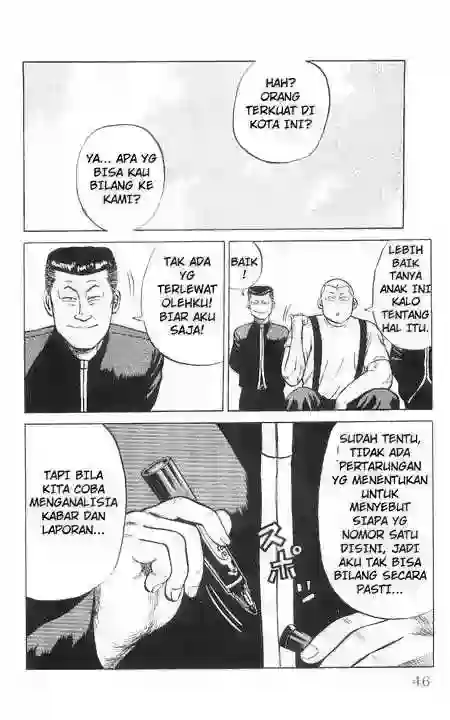 HAH?
ORANG
TERKUAT DI
KOTA INI?
YA... APA YG
BISA KAU
BILANG KE
KAMI?
LEBIH
BAIK
TANYA
ANAK INI
KALO
TENTANG
HAL ITU.
BAIK
!
TAK ADA
YG
TERLEWAT
OLEHKU!
BIAR AKU
SAJA!
SUDAH TENTU,
TIDAK ADA
PERTARUNGAN
YG MENENTUKAN
UNTUK
MENYEBUT
SIAPA YG
NOMOR SATU
DISINI, JADI
AKU TAK BISA
BILANG SECARA
PASTI...
スポ
TAPI BILA
KITA COBA
MENGANALISIA
KABAR DAN
LAPORAN...
46